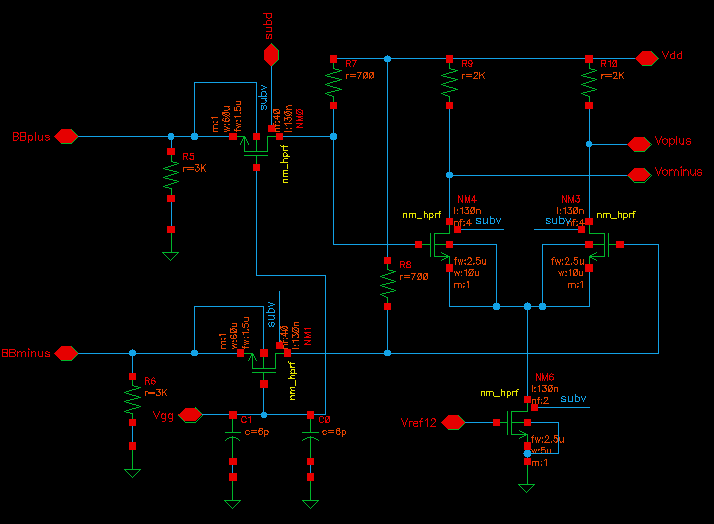 subd
Vdd
R7
r=700
R9
r=2K
R10
r=2K
subv
nf:40
l:130n
NM0
m:1
w:60u
fw:1.5u
BBplus
nm_hprf
Voplus
R5
r=3K
Vominus
NM4
l:130n
nf:4
subv
nm_hprf
NM3
l:130n
nf:4
subv
nm_hprf
R8
r=700
fw:2.5u
w:10u
m:1
fw:2.5u
w:10u
m:1
subv
nf:40
l:130n
NM1
m:1
w:60u
fw:1.5u
BBminus
nm_hprf
R6
r=3K
Vgg
C1
c=6p
C0
c=6p
nm_hprf
l:130n
nf:2
subv
Vref12
fw:2.5u
w:5u
m:1